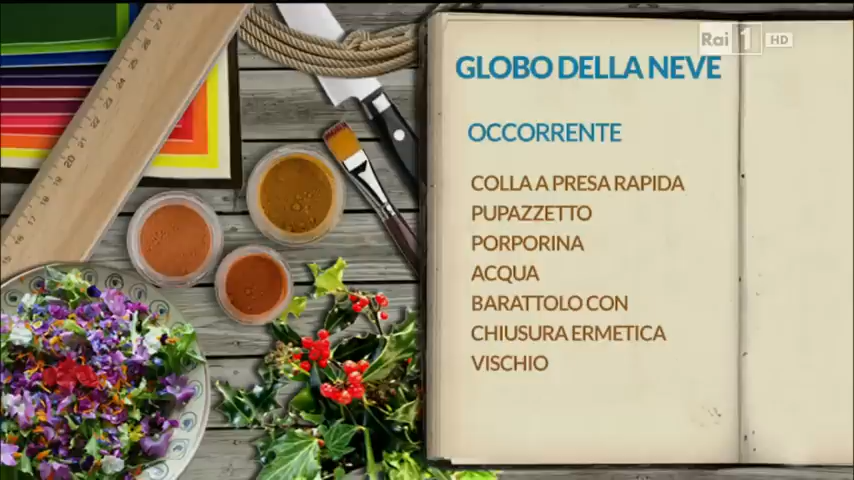 Rai 1 HD
GLOBO DELLA NEVE
OCCORRENTE
COLLA A PRESA RAPIDA
PUPAZZETTO
PORPORINA
ACQUA
BARATTOLO CON
CHIUSURA ERMETICA
VISCHIO